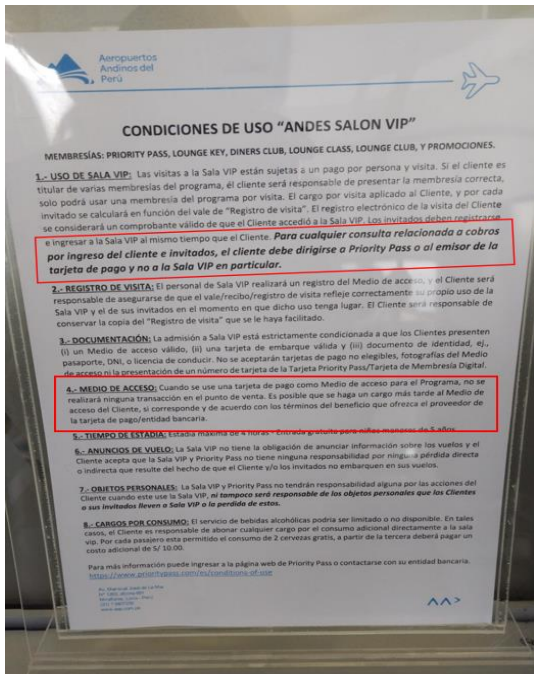 Aeropuertos
Andinos del
Perú
CONDICIONES DE USO "ANDES SALON VIP"
MEMBRESÍAS: PRIORITY PASS, LOUNGE KEY, DINERS CLUB, LOUNGE CLASS, LOUNGE CLUB, Y PROMOCIONES.
1.- USO DE SALA VIP: Las visitas a la Sala VIP están sujetas a un pago por persona y visita. Si el cliente es
titular de varias membresías del programa, él cliente será responsable de presentar la membresía correcta,
solo podrá usar una membresía del programa por visita. El cargo por visita aplicado al Cliente, y por cada
invitado se calculará en función del vale de "Registro de visita". El registro electrónico de la visita del Cliente
se considerará un comprobante válido de que el Cliente accedió a la Sala VIP. Los invitados deben registrarse
e ingresar a la Sala VIP al mismo tiempo que el Cliente. Para cualquier consulta relacionada a cobros
por ingreso del cliente e invitados, el cliente debe dirigirse a Priority Pass o al emisor de la
tarjeta de pago y no a la Sala VIP en particular.
2.- REGISTRO DE VISITA: El personal de Sala VIP realizará un registro del Medio de acceso, y el Cliente será
responsable de asegurarse de que el vale/recibo/registro de visita refleje correctamente su propio uso de la
Sala VIP y el de sus invitados en el momento en que dicho uso tenga lugar. El Cliente será responsable de
conservar la copia del "Registro de visita" que se le haya facilitado.
3.- DOCUMENTACIÓN: La admisión a Sala VIP está estrictamente condicionada a que los Clientes presenten
(i) un Medio de acceso válido, (ii) una tarjeta de embarque válida y (iii) documento de identidad, ej.,
pasaporte, DNI, o licencia de conducir. No se aceptarán tarjetas de pago no elegibles, fotografías del Medio
de acceso ni la presentación de un número de tarjeta de la Tarjeta Priority Pass/Tarjeta de Membresía Digital.
4.- MEDIO DE ACCESO: Cuando se use una tarjeta de pago como Medio de acceso para el Programa, no se
realizará ninguna transacción en el punto de venta. Es posible que se haga un cargo más tarde al Medio de
acceso del Cliente, si corresponde y de acuerdo con los términos del beneficio que ofrezca el proveedor de
la tarjeta de pago/entidad bancaria.
5.- TIEMPO DE ESTADIA: Estadía máxima de 4 horas - Entrada gratuita para niños menores de 5 años.
6.- ANUNCIOS DE VUELO: La Sala VIP no tiene la obligación de anunciar información sobre los vuelos y el
Cliente acepta que la Sala VIP y Priority Pass no tiene ninguna responsabilidad por ninguna pérdida directa
o indirecta que resulte del hecho de que el Cliente y/o los invitados no embarquen en sus vuelos.
7.- OBJETOS PERSONALES: La Sala VIP y Priority Pass no tendrán responsabilidad alguna por las acciones del
Cliente cuando este use la Sala VIP, ni tampoco será responsable de los objetos personales que los Clientes
o sus invitados lleven a Sala VIP o la perdida de estos.
8.- CARGOS POR CONSUMO: El servicio de bebidas alcohólicas podría ser limitado o no disponible. En tales
casos, el Cliente es responsable de abonar cualquier cargo por el consumo adicional directamente a la sala
vip. Por cada pasajero esta permitido el consumo de 2 cervezas gratis, a partir de la tercera deberá pagar un
costo adicional de S/ 10.00.
Para más información puede ingresar a la página web de Priority Pass o contactarse con su entidad bancaria.
https://www.prioritypass.com/es/conditions-of-use
Miraflores, Lima - Perú